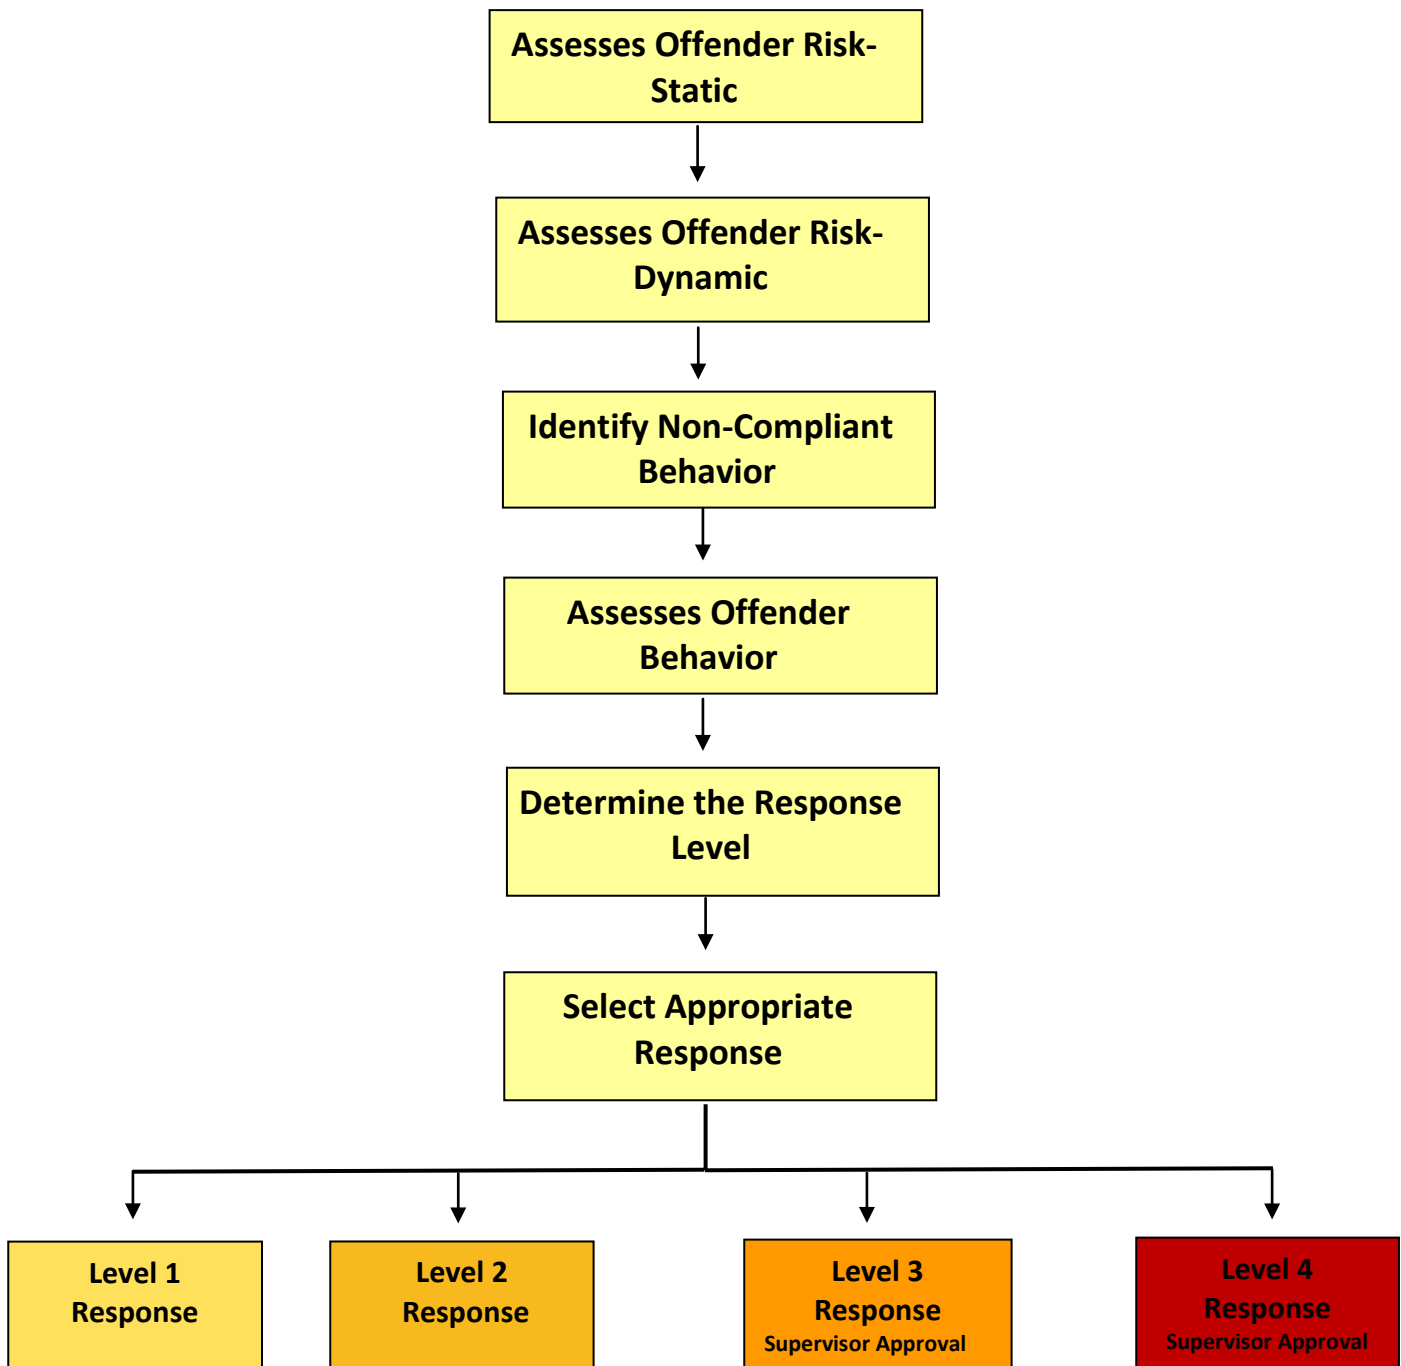 Assesses Offender Risk-
Static
Assesses Offender Risk-
Dynamic
Identify Non-Compliant
Behavior
Assesses Offender
Behavior
Determine the Response
Level
Select Appropriate
Response
Level 1
Response
Level 2
Response
Level 3
Response
Supervisor Approval
Level 4
Response
Supervisor Approval